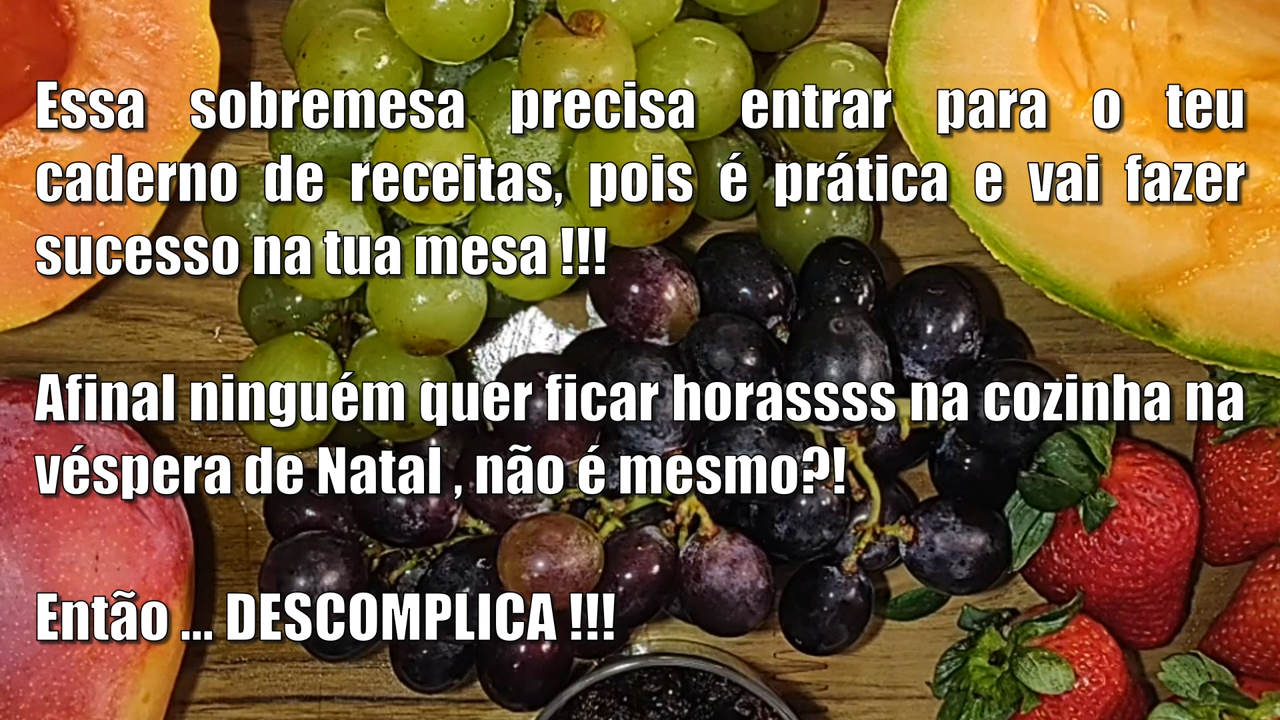 Essa sobremesa precisa entrar para o teu
caderno de receitas, pois é prática e vai fazer
sucesso na tua mesa !!!
Afinal ninguém quer ficar horassss na cozinha na
véspera de Natal , não é mesmo?!
Então ... DESCOMPLICA !!!